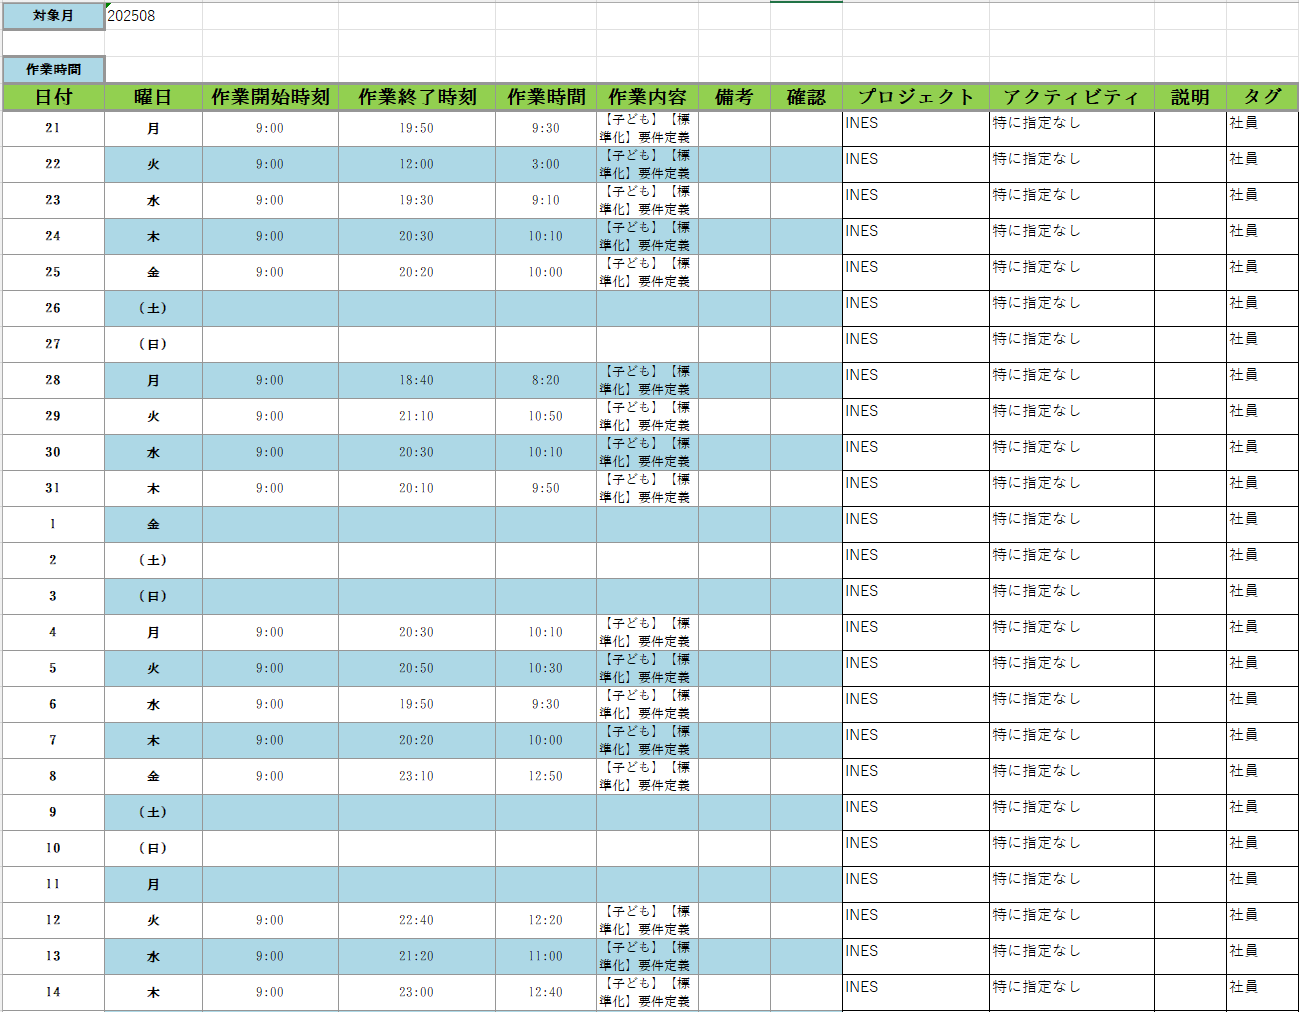 対象月 202508
作業時間
日付 曜日 作業開始時刻 作業終了時刻 作業時間 作業内容 備考 確認 プロジェクト アクティビティ 説明 タグ
21 月 9:00 19:50 9:30 【子ども】【標準化】要件定義 INES 特に指定なし 社員
22 火 9:00 12:00 3:00 【子ども】【標準化】要件定義 INES 特に指定なし 社員
23 水 9:00 19:30 9:10 【子ども】【標準化】要件定義 INES 特に指定なし 社員
24 木 9:00 20:30 10:10 【子ども】【標準化】要件定義 INES 特に指定なし 社員
25 金 9:00 20:20 10:00 【子ども】【標準化】要件定義 INES 特に指定なし 社員
26 （土） INES 特に指定なし 社員
27 （日） INES 特に指定なし 社員
28 月 9:00 18:40 8:20 【子ども】【標準化】要件定義 INES 特に指定なし 社員
29 火 9:00 21:10 10:50 【子ども】【標準化】要件定義 INES 特に指定なし 社員
30 水 9:00 20:30 10:10 【子ども】【標準化】要件定義 INES 特に指定なし 社員
31 木 9:00 20:10 9:50 【子ども】【標準化】要件定義 INES 特に指定なし 社員
1 金 INES 特に指定なし 社員
2 （土） INES 特に指定なし 社員
3 （日） INES 特に指定なし 社員
4 月 9:00 20:30 10:10 【子ども】【標準化】要件定義 INES 特に指定なし 社員
5 火 9:00 20:50 10:30 【子ども】【標準化】要件定義 INES 特に指定なし 社員
6 水 9:00 19:50 9:30 【子ども】【標準化】要件定義 INES 特に指定なし 社員
7 木 9:00 20:20 10:00 【子ども】【標準化】要件定義 INES 特に指定なし 社員
8 金 9:00 23:10 12:50 【子ども】【標準化】要件定義 INES 特に指定なし 社員
9 （土） INES 特に指定なし 社員
10 （日） INES 特に指定なし 社員
11 月 INES 特に指定なし 社員
12 火 9:00 22:40 12:20 【子ども】【標準化】要件定義 INES 特に指定なし 社員
13 水 9:00 21:20 11:00 【子ども】【標準化】要件定義 INES 特に指定なし 社員
14 木 9:00 23:00 12:40 【子ども】【標準化】要件定義 INES 特に指定なし 社員